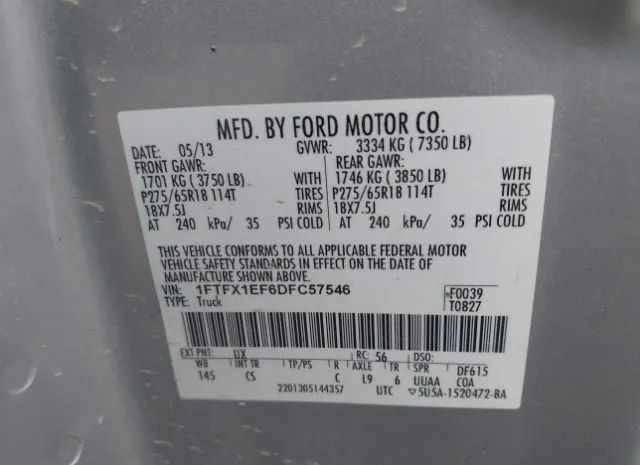 MFD. BY FORD MOTOR CO.
DATE: 05/13 GVWR: 3334 KG ( 7350 LB)
FRONT GAWR: REAR GAWR:
1701 KG ( 3750 LB) WITH 1746 KG ( 3850 LB) WITH
P275/65R18 114T TIRES P275/65R18 114T TIRES
18X7.5J RIMS 18X7.5J RIMS
AT 240 kPa/ 35 PSI COLD AT 240 kPa/ 35 PSI COLD
THIS VEHICLE CONFORMS TO ALL APPLICABLE FEDERAL MOTOR
VEHICLE SAFETY STANDARDS IN EFFECT ON THE DATE OF
MANUFACTURE SHOWN ABOVE.
VIN: 1FTFX1EF6DFC57546 F0039
TYPE: Truck T0827
EXT PNT: UX RC: 56 DSO:
WB INT TR TP/PS R AXLE TR SPR DF615
145 CS C L9 6 UUAA COA
2201305144357 UTC 5U5A-1520472-BA